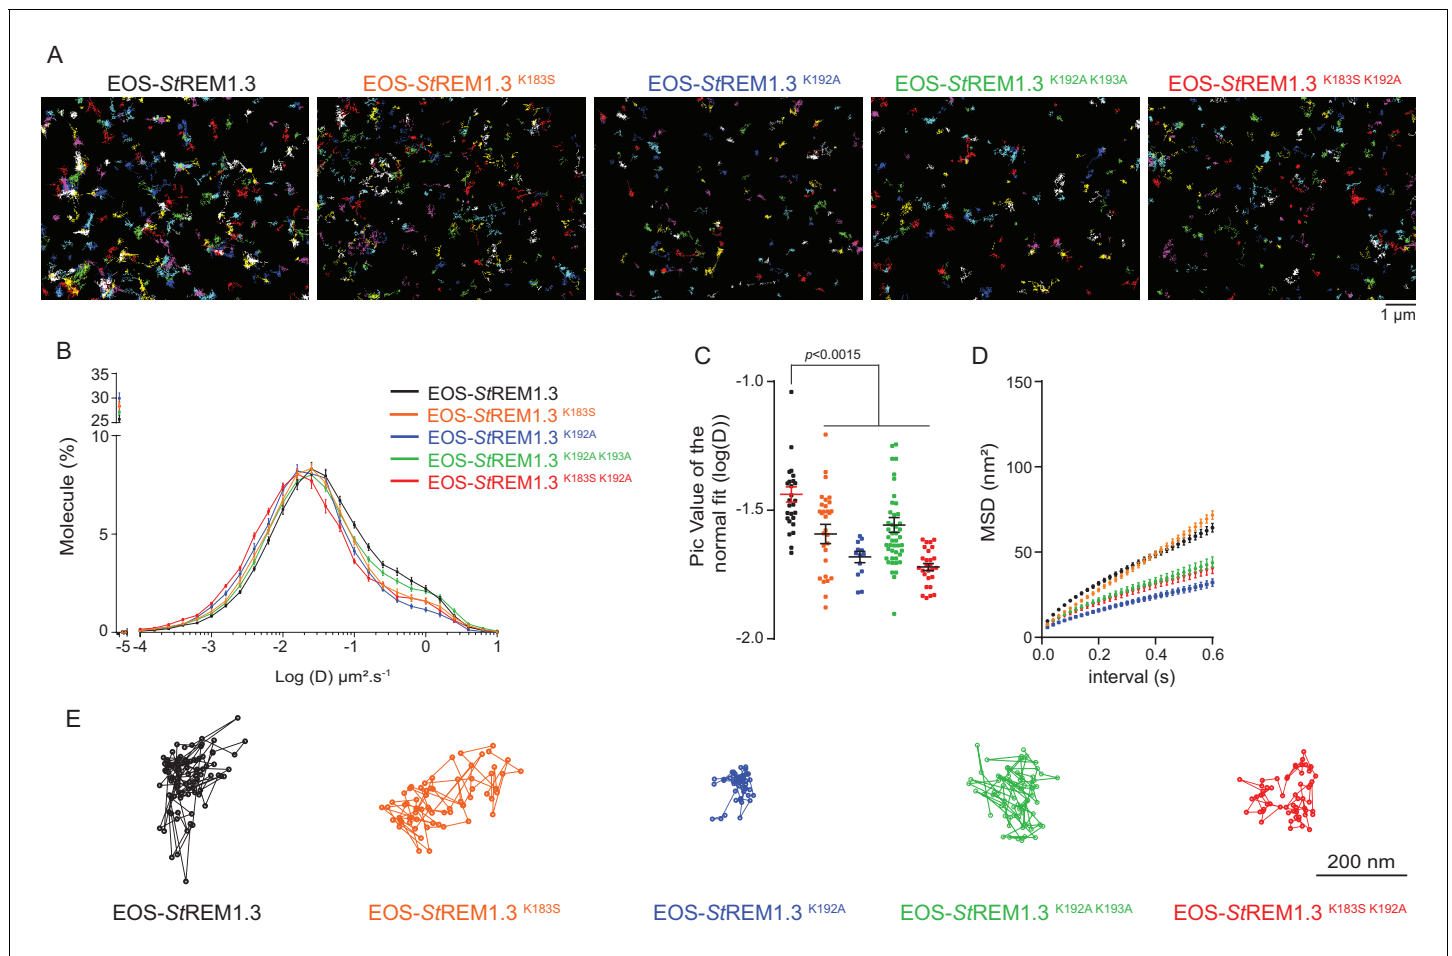 A
EOS-StREM1.3
EOS-StREM1.3 K183S
EOS-StREM1.3 K192A
EOS-StREM1.3 K192A K193A
EOS-StREM1.3 K183S K192A
1 µm
B
35
30
25
10
5
0
Molecule (%)
-5 -4 -3 -2 -1 0 1
Log (D) µm².s⁻¹
EOS-StREM1.3
EOS-StREM1.3 K183S
EOS-StREM1.3 K192A
EOS-StREM1.3 K192A K193A
EOS-StREM1.3 K183S K192A
C
p<0.0015
-1.0
-1.5
-2.0
Pic Value of the
normal fit (log(D))
D
150
100
50
0
MSD (nm²)
0.0 0.2 0.4 0.6
interval (s)
E
200 nm
EOS-StREM1.3
EOS-StREM1.3 K183S
EOS-StREM1.3 K192A
EOS-StREM1.3 K192A K193A
EOS-StREM1.3 K183S K192A